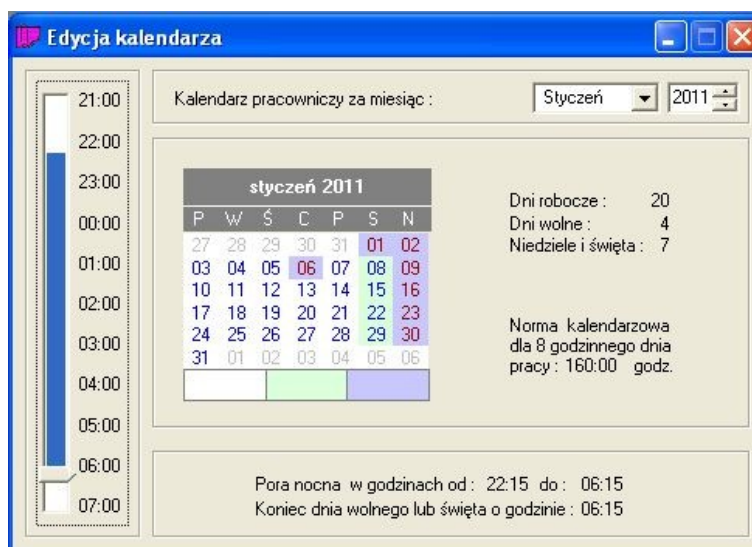 Edycja kalendarza
21:00
22:00
23:00
00:00
01:00
02:00
03:00
04:00
05:00
06:00
07:00
Kalendarz pracowniczy za miesiąc : Styczeń 2011
styczeń 2011
P W Ś C P S N
27 28 29 30 31 01 02
03 04 05 06 07 08 09
10 11 12 13 14 15 16
17 18 19 20 21 22 23
24 25 26 27 28 29 30
31 01 02 03 04 05 06
Dni robocze : 20
Dni wolne : 4
Niedziele i święta : 7
Norma kalendarzowa
dla 8 godzinnego dnia
pracy : 160:00 godz.
Pora nocna w godzinach od : 22:15 do : 06:15
Koniec dnia wolnego lub święta o godzinie : 06:15